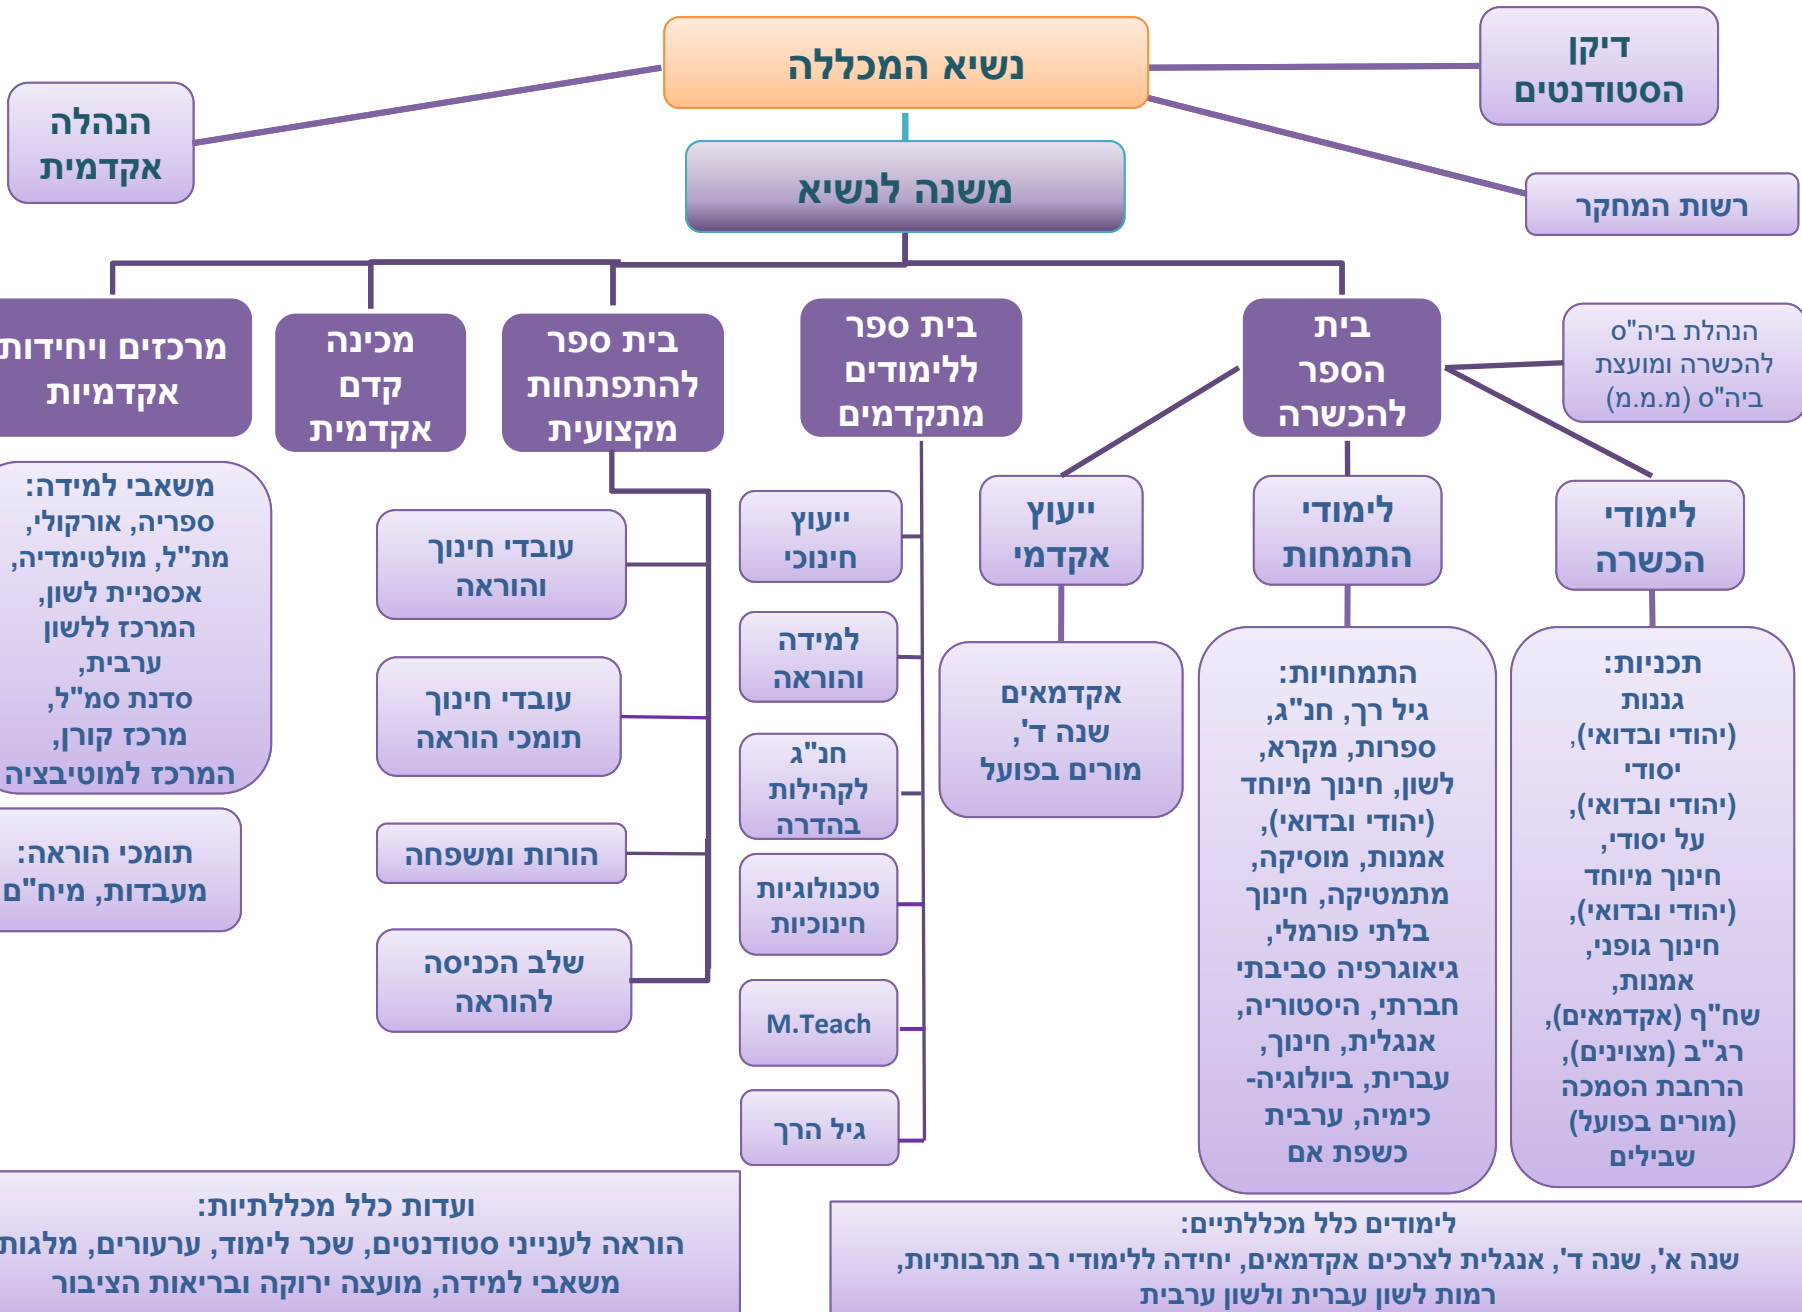 נשיא המכללה
דיקן
הסטודנטים
הנהלה
אקדמית
משנה לנשיא
רשות המחקר
הנהלת ביה"ס
להכשרה ומועצת
ביה"ס (מ.מ.מ)
בית
הספר
להכשרה
בית ספר
ללימודים
מתקדמים
בית ספר
להתפתחות
מקצועית
מכינה
קדם
אקדמית
מרכזים ויחידות
אקדמיות
לימודי
הכשרה
לימודי
התמחות
ייעוץ
אקדמי
תכניות:
גננות
(יהודי ובדואי),
יסודי
(יהודי ובדואי),
על יסודי,
חינוך מיוחד
(יהודי ובדואי),
חינוך גופני,
אמנות,
שח"ף (אקדמאים),
רג"ב (מצוינים),
הרחבת הסמכה
(מורים בפועל)
שבילים
התמחויות:
גיל רך, חנ"ג,
ספרות, מקרא,
לשון, חינוך מיוחד
(יהודי ובדואי),
אמנות, מוסיקה,
מתמטיקה, חינוך
בלתי פורמלי,
גיאוגרפיה סביבתי
חברתי, היסטוריה,
אנגלית, חינוך,
עברית, ביולוגיה-
כימיה, ערבית
כשפת אם
אקדמאים
שנה ד',
מורים בפועל
ייעוץ
חינוכי
למידה
והוראה
חנ"ג
לקהילות
בהדרה
טכנולוגיות
חינוכיות
M.Teach
גיל הרך
עובדי חינוך
והוראה
עובדי חינוך
תומכי הוראה
הורות ומשפחה
שלב הכניסה
להוראה
משאבי למידה:
ספריה, אורקולי,
מת"ל, מולטימדיה,
אכסניית לשון,
המרכז ללשון
ערבית,
סדנת סמ"ל,
מרכז קורן,
המרכז למוטיבציה
תומכי הוראה:
מעבדות, מיח"ם
לימודים כלל מכללתיים:
שנה א', שנה ד', אנגלית לצרכים אקדמאים, יחידה ללימודי רב תרבותיות,
רמות לשון עברית ולשון ערבית
ועדות כלל מכללתיות:
הוראה לענייני סטודנטים, שכר לימוד, ערעורים, מלגות
משאבי למידה, מועצה ירוקה ובריאות הציבור